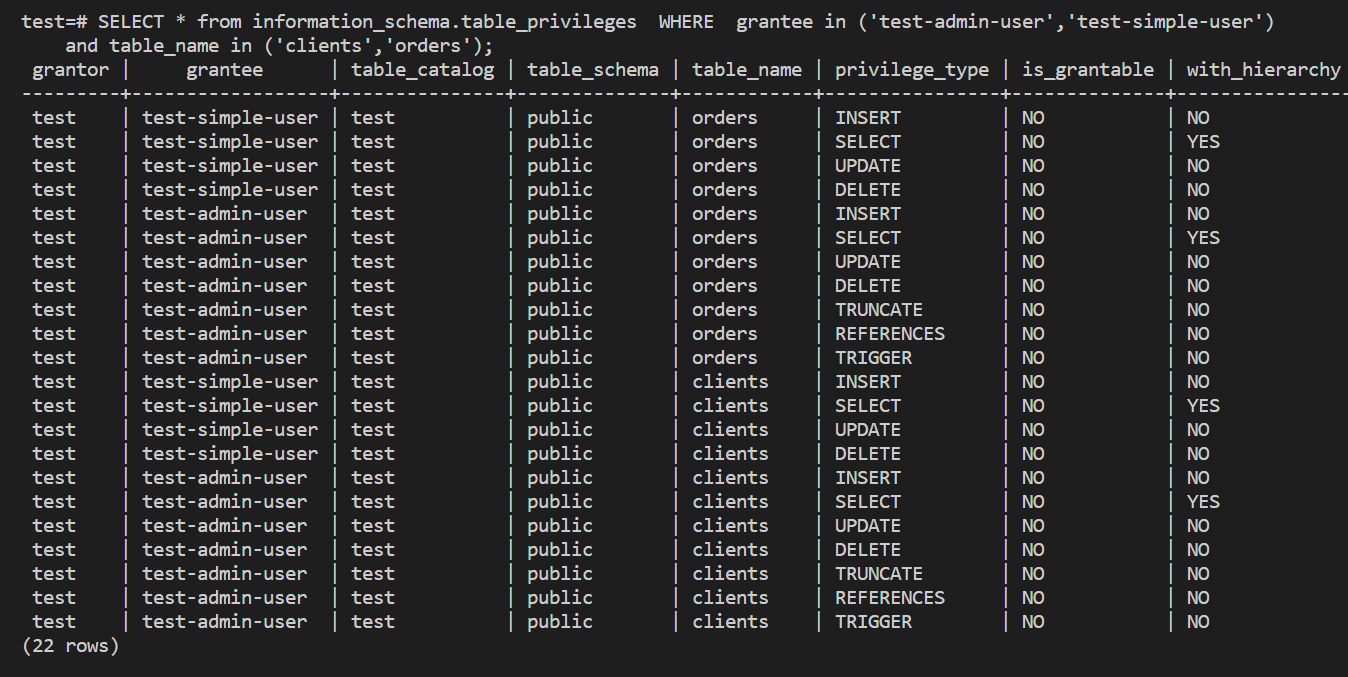 test=# SELECT * from information_schema.table_privileges  WHERE  grantee in ('test-admin-user','test-simple-user')
    and table_name in ('clients','orders');
 grantor |     grantee      | table_catalog | table_schema | table_name | privilege_type | is_grantable | with_hierarchy
---------+------------------+---------------+--------------+------------+----------------+--------------+----------------
 test    | test-simple-user | test          | public       | orders     | INSERT         | NO           | NO
 test    | test-simple-user | test          | public       | orders     | SELECT         | NO           | YES
 test    | test-simple-user | test          | public       | orders     | UPDATE         | NO           | NO
 test    | test-simple-user | test          | public       | orders     | DELETE         | NO           | NO
 test    | test-admin-user  | test          | public       | orders     | INSERT         | NO           | NO
 test    | test-admin-user  | test          | public       | orders     | SELECT         | NO           | YES
 test    | test-admin-user  | test          | public       | orders     | UPDATE         | NO           | NO
 test    | test-admin-user  | test          | public       | orders     | DELETE         | NO           | NO
 test    | test-admin-user  | test          | public       | orders     | TRUNCATE       | NO           | NO
 test    | test-admin-user  | test          | public       | orders     | REFERENCES     | NO           | NO
 test    | test-admin-user  | test          | public       | orders     | TRIGGER        | NO           | NO
 test    | test-simple-user | test          | public       | clients    | INSERT         | NO           | NO
 test    | test-simple-user | test          | public       | clients    | SELECT         | NO           | YES
 test    | test-simple-user | test          | public       | clients    | UPDATE         | NO           | NO
 test    | test-simple-user | test          | public       | clients    | DELETE         | NO           | NO
 test    | test-admin-user  | test          | public       | clients    | INSERT         | NO           | NO
 test    | test-admin-user  | test          | public       | clients    | SELECT         | NO           | YES
 test    | test-admin-user  | test          | public       | clients    | UPDATE         | NO           | NO
 test    | test-admin-user  | test          | public       | clients    | DELETE         | NO           | NO
 test    | test-admin-user  | test          | public       | clients    | TRUNCATE       | NO           | NO
 test    | test-admin-user  | test          | public       | clients    | REFERENCES     | NO           | NO
 test    | test-admin-user  | test          | public       | clients    | TRIGGER        | NO           | NO
(22 rows)